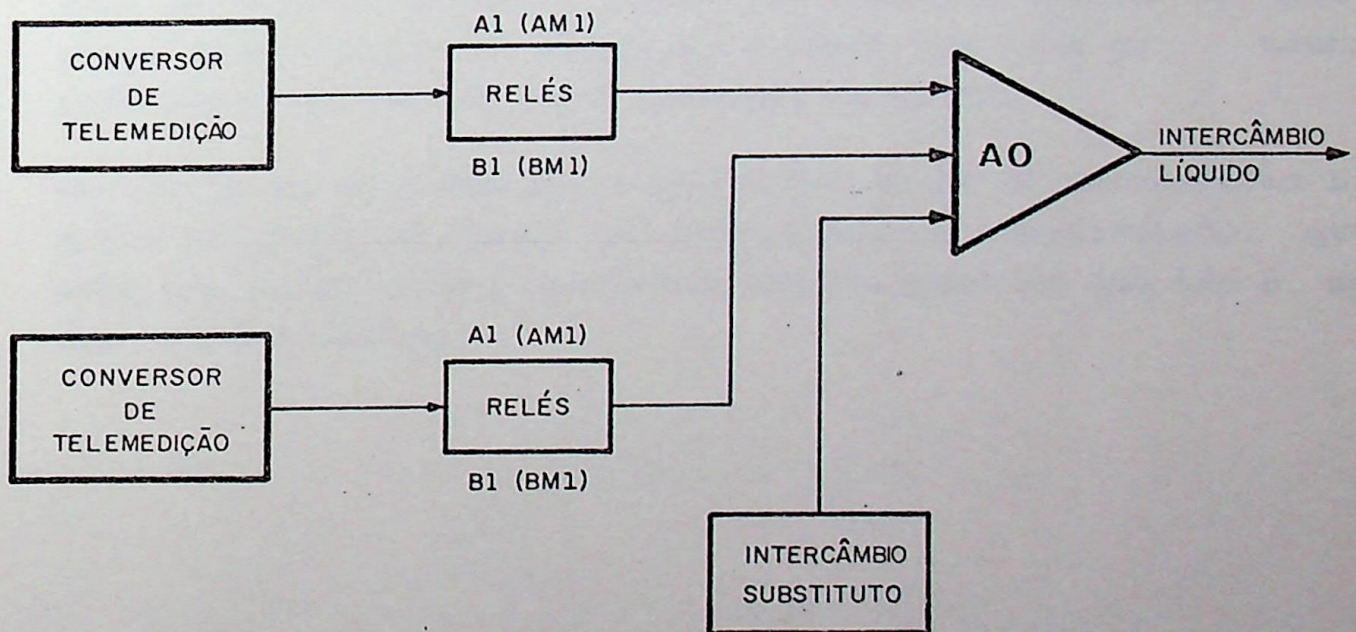 A1 (AM1)
CONVERSOR
DE
TELEMEDIÇÃO
RELÉS
B1 (BM1)
AO
INTERCÂMBIO
LÍQUIDO
A1 (AM1)
CONVERSOR
DE
TELEMEDIÇÃO
RELÉS
B1 (BM1)
INTERCÂMBIO
SUBSTITUTO